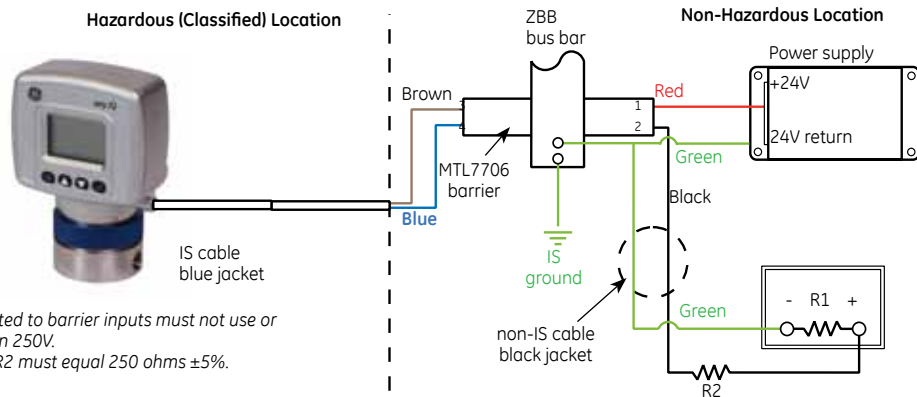 Hazardous (Classified) Location
Non-Hazardous Location
ZBB
bus bar
Power supply
+24V
24V return
Brown
3
4
1
2
Red
MTL7706
barrier
Green
Black
Blue
IS cable
blue jacket
IS
ground
- R1 +
Green
non-IS cable
black jacket
R2
ted to barrier inputs must not use or
n 250V.
R2 must equal 250 ohms ±5%.